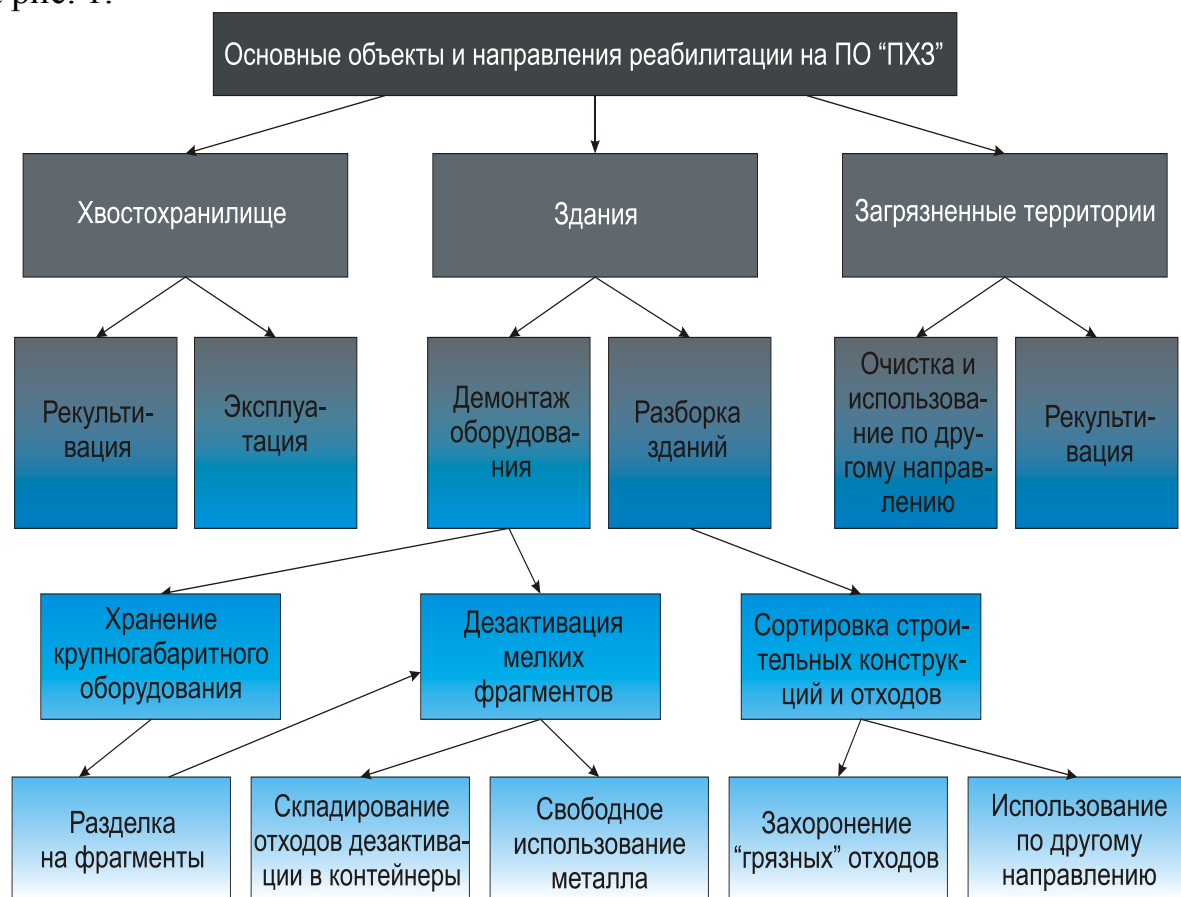 рис. 1.
Основные объекты и направления реабилитации на ПО “ПХЗ”
Хвостохранилище
Здания
Загрязненные территории
Рекульти-
вация
Эксплуа-
тация
Демонтаж
оборудова-
ния
Разборка
зданий
Очистка и
использова-
ние по дру-
гому направ-
лению
Рекульти-
вация
Хранение
крупногабаритного
оборудования
Дезактивация
мелких
фрагментов
Сортировка строи-
тельных конструк-
ций и отходов
Разделка
на фрагменты
Складирование
отходов дезактива-
ции в контейнеры
Свободное
использование
металла
Захоронение
“грязных” отходов
Использование
по другому
направлению